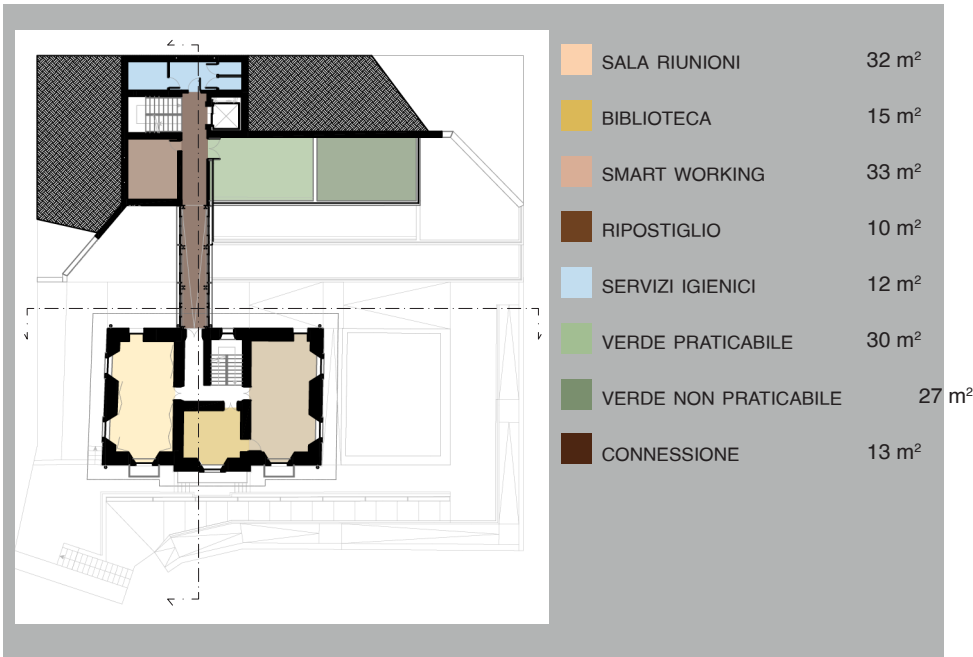 SALA RIUNIONI 32 m²
BIBLIOTECA 15 m²
SMART WORKING 33 m²
RIPOSTIGLIO 10 m²
SERVIZI IGIENICI 12 m²
VERDE PRATICABILE 30 m²
VERDE NON PRATICABILE 27 m²
CONNESSIONE 13 m²